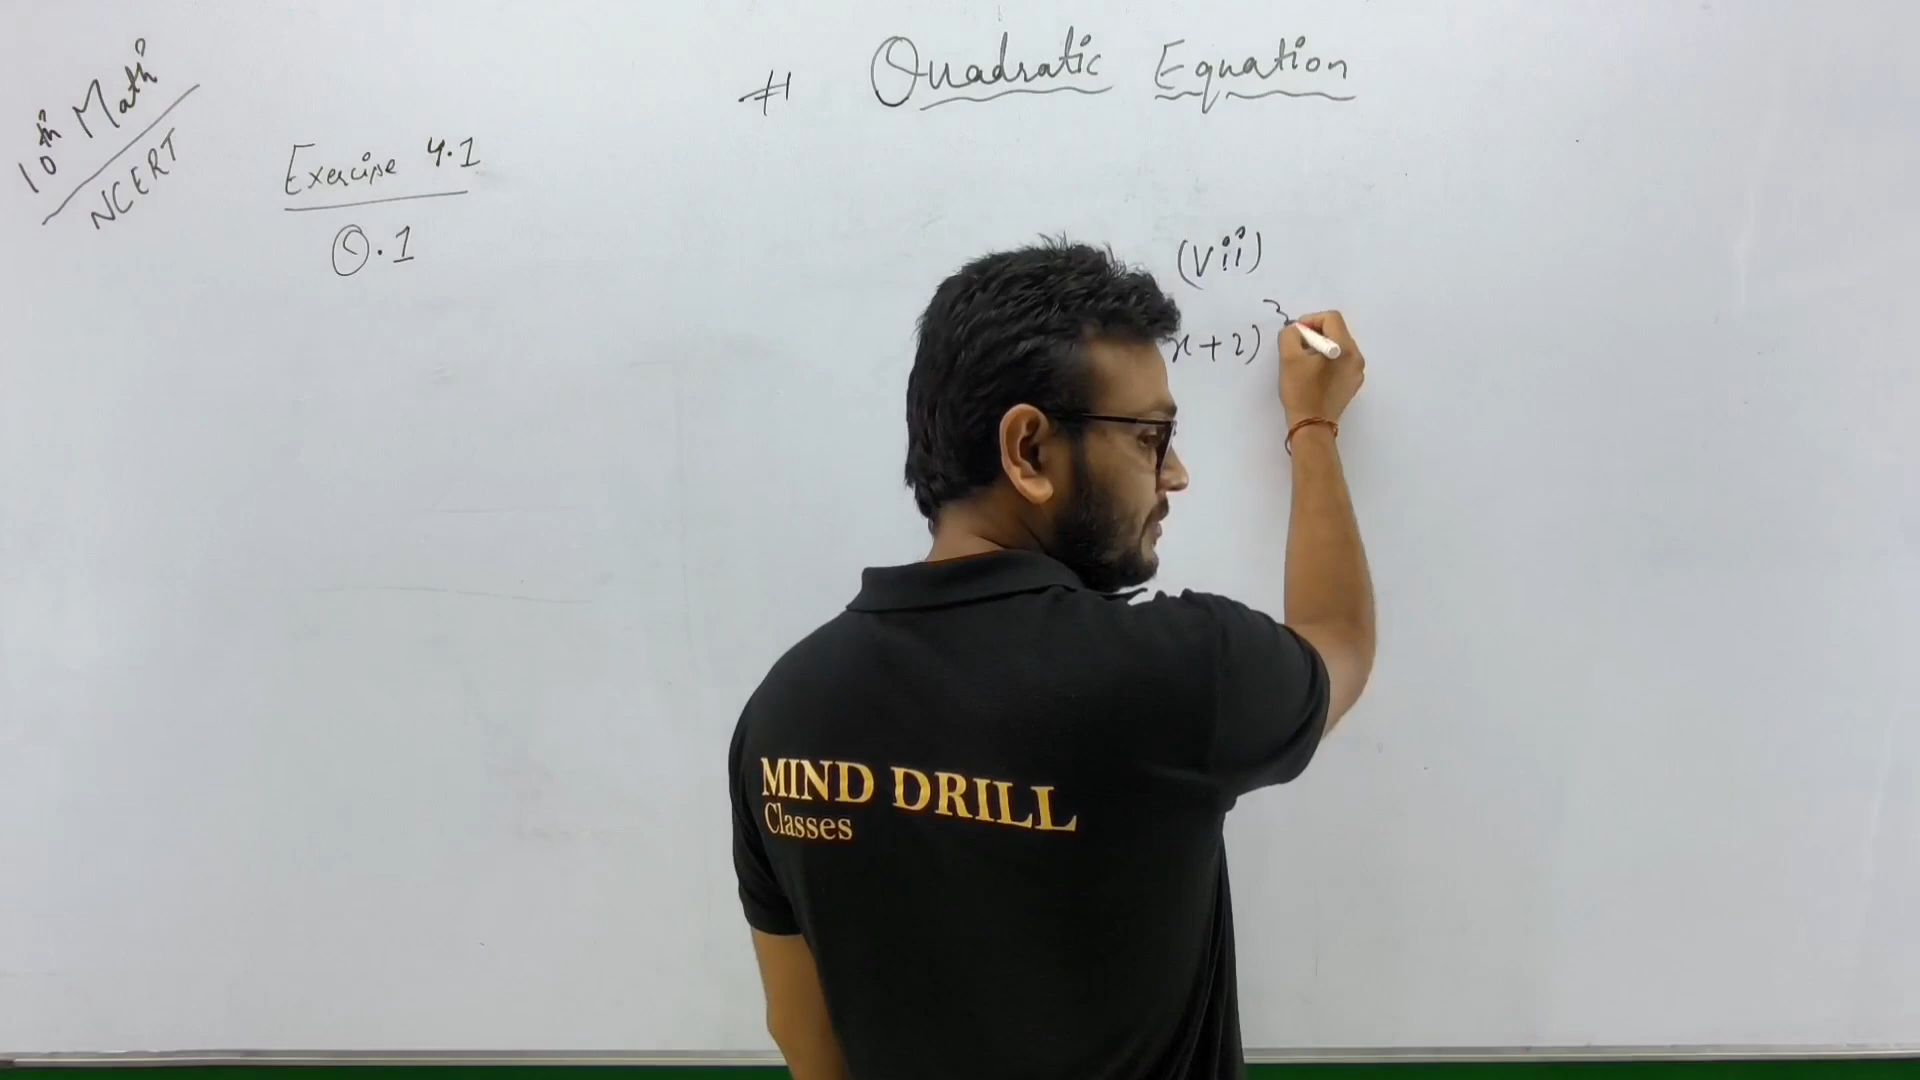 # Quadratic Equation
10th Math
NCERT
Exercise 4.1
Q.1
(vii)
x+2)3
MIND DRILL
Classes